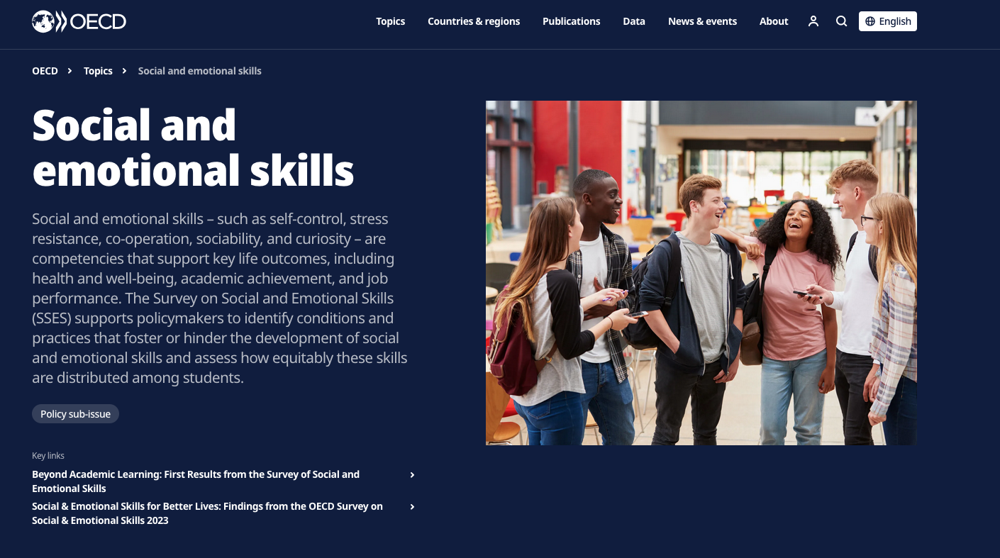 OECD
Topics
Countries & regions
Publications
Data
News & events
About
English
OECD
Topics
Social and emotional skills
Social and
emotional skills
Social and emotional skills – such as self-control, stress
resistance, co-operation, sociability, and curiosity – are
competencies that support key life outcomes, including
health and well-being, academic achievement, and job
performance. The Survey on Social and Emotional Skills
(SSES) supports policymakers to identify conditions and
practices that foster or hinder the development of social
and emotional skills and assess how equitably these skills
are distributed among students.
Policy sub-issue
Key links
Beyond Academic Learning: First Results from the Survey of Social and
Emotional Skills
Social & Emotional Skills for Better Lives: Findings from the OECD Survey on
Social & Emotional Skills 2023